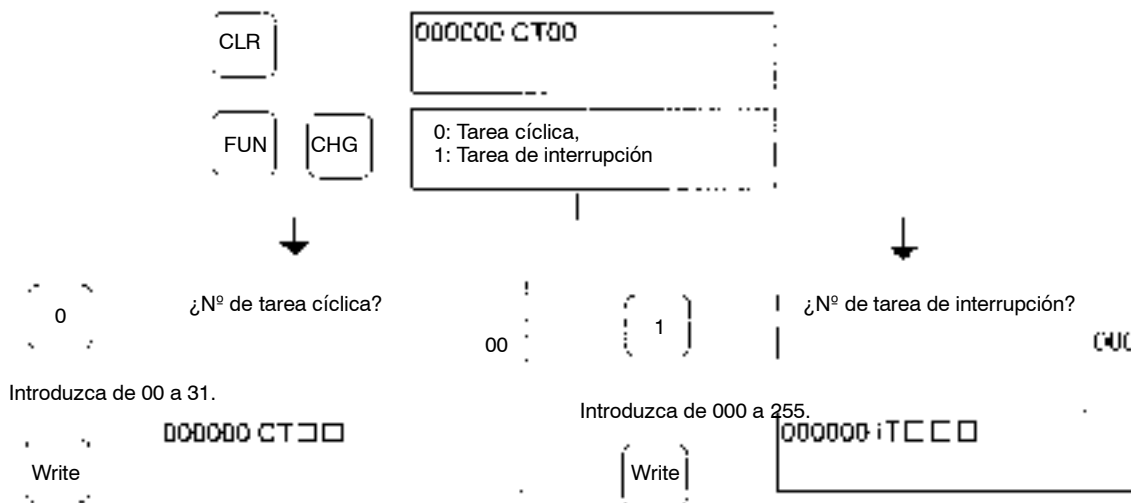 CLR
000000 CT00
FUN CHG
0: Tarea cíclica,
1: Tarea de interrupción
0
¿Nº de tarea cíclica?
00
1
¿Nº de tarea de interrupción?
Introduzca de 00 a 31.
Introduzca de 000 a 255.
000000 CT□□
000000 iT□□□
Write
Write